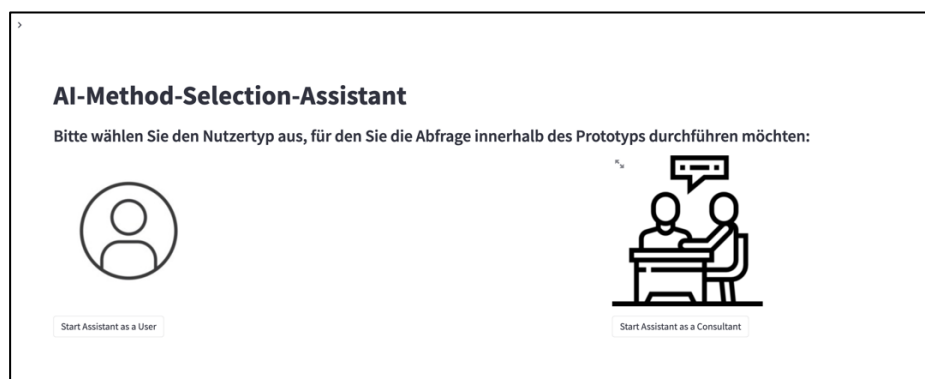 AI-Method-Selection-Assistant
Bitte wählen Sie den Nutzertyp aus, für den Sie die Abfrage innerhalb des Prototyps durchführen möchten:
Start Assistant as a User
Start Assistant as a Consultant